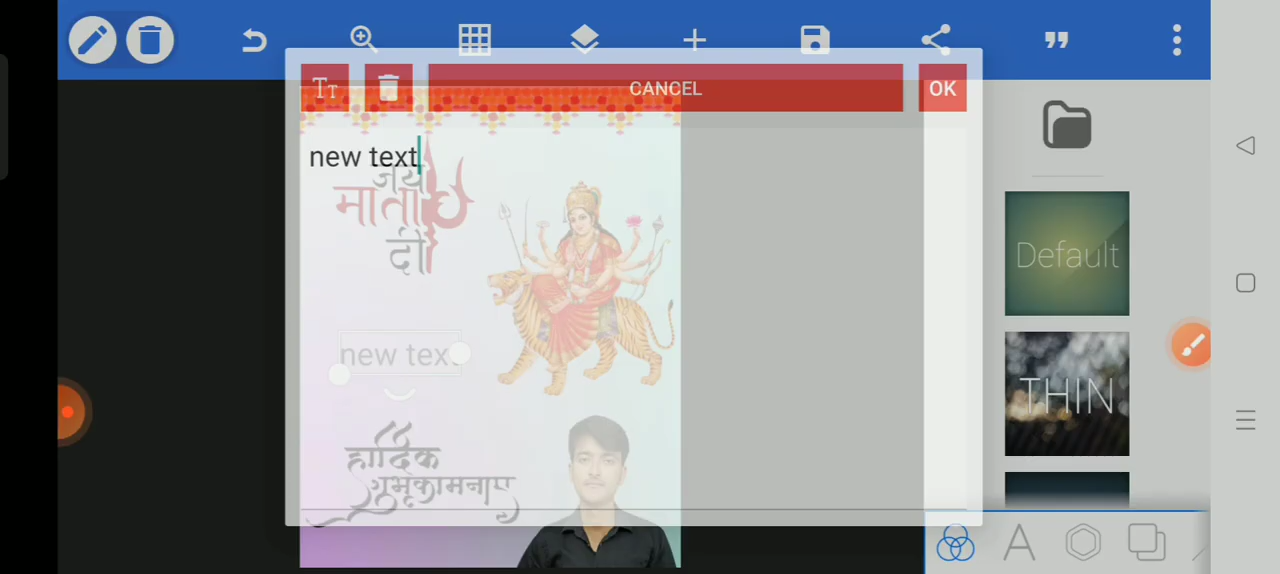 CANCEL
OK
new text
जय
माता
दी
new text
हार्दिक
शुभकामनाए
Default
THIN